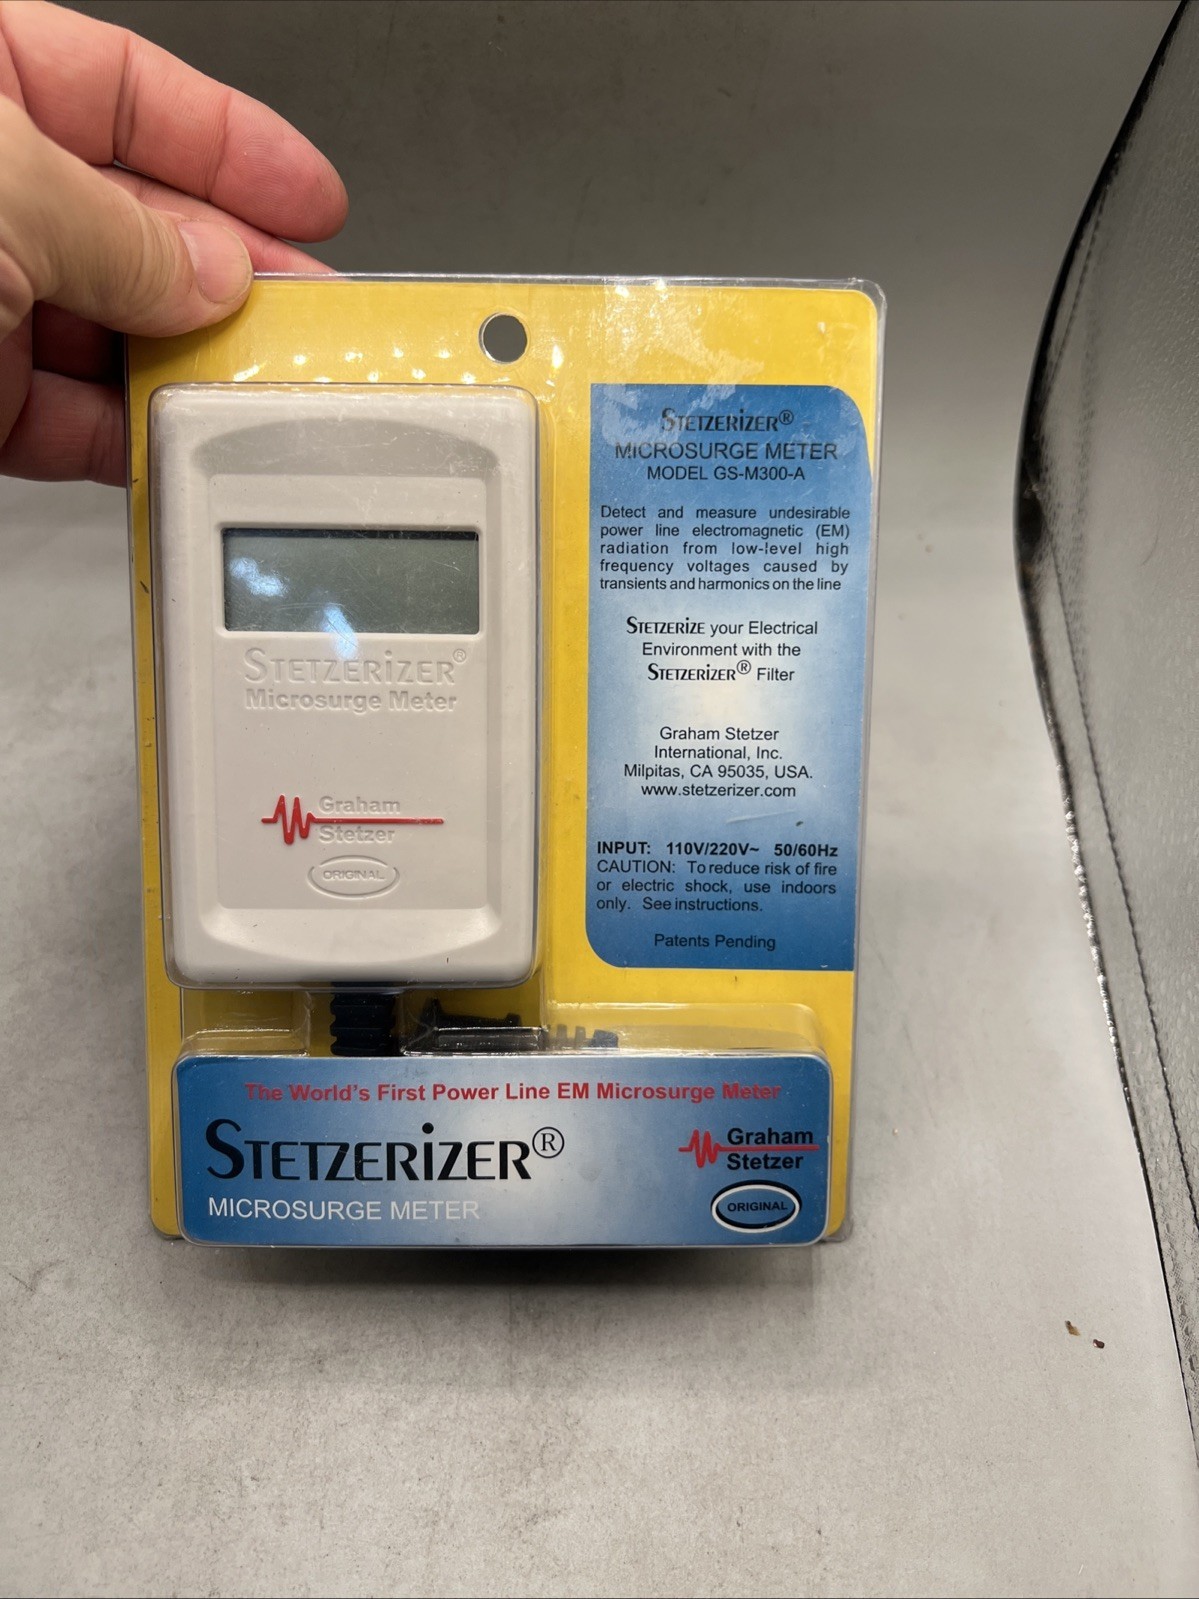 STETZERiZER®
MICROSURGE METER
MODEL GS-M300-A
Detect and measure undesirable
power line electromagnetic (EM)
radiation from low-level high
frequency voltages caused by
transients and harmonics on the line
STETZERiZE your Electrical
Environment with the
STETZERiZER® Filter
Graham Stetzer
International, Inc.
Milpitas, CA 95035, USA.
www.stetzerizer.com
INPUT: 110V/220V~ 50/60Hz
CAUTION: To reduce risk of fire
or electric shock, use indoors
only. See instructions.
Patents Pending
STETZERiZER®
Microsurge Meter
Graham
Stetzer
ORIGINAL
The World's First Power Line EM Microsurge Meter
STETZERiZER®
MICROSURGE METER
Graham
Stetzer
ORIGINAL